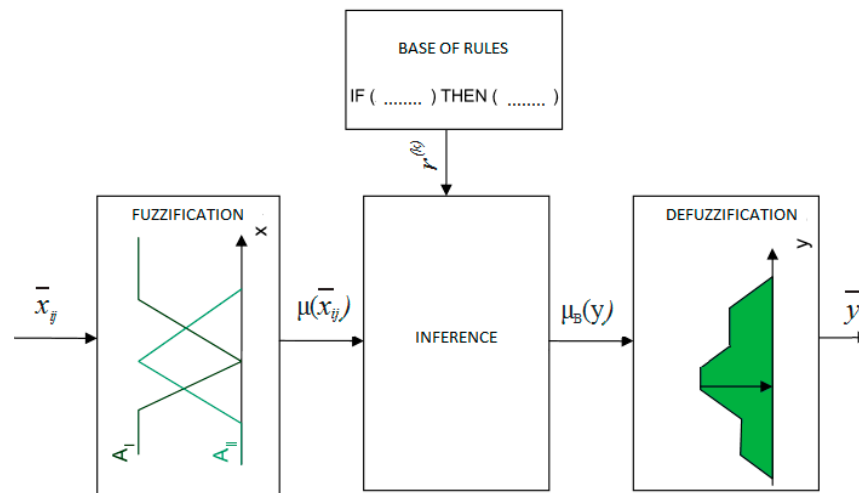 BASE OF RULES
IF ( ........ ) THEN ( ........ )
r⁽ᵏ⁾
FUZZIFICATION
x
A_I
A_II
x̄_ij
μ(x̄_ij)
INFERENCE
μ_B(y)
DEFUZZIFICATION
y
ȳ